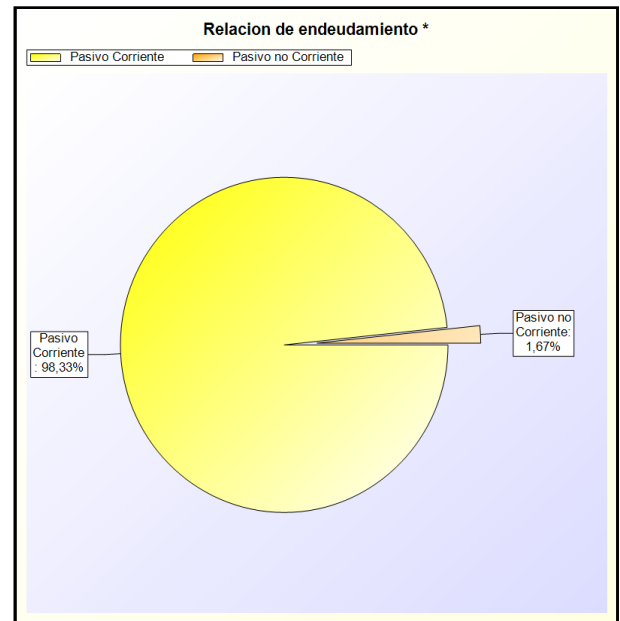 Relacion de endeudamiento *
Pasivo Corriente
Pasivo no Corriente
Pasivo
Corriente
: 98,33%
Pasivo no
Corriente:
1,67%